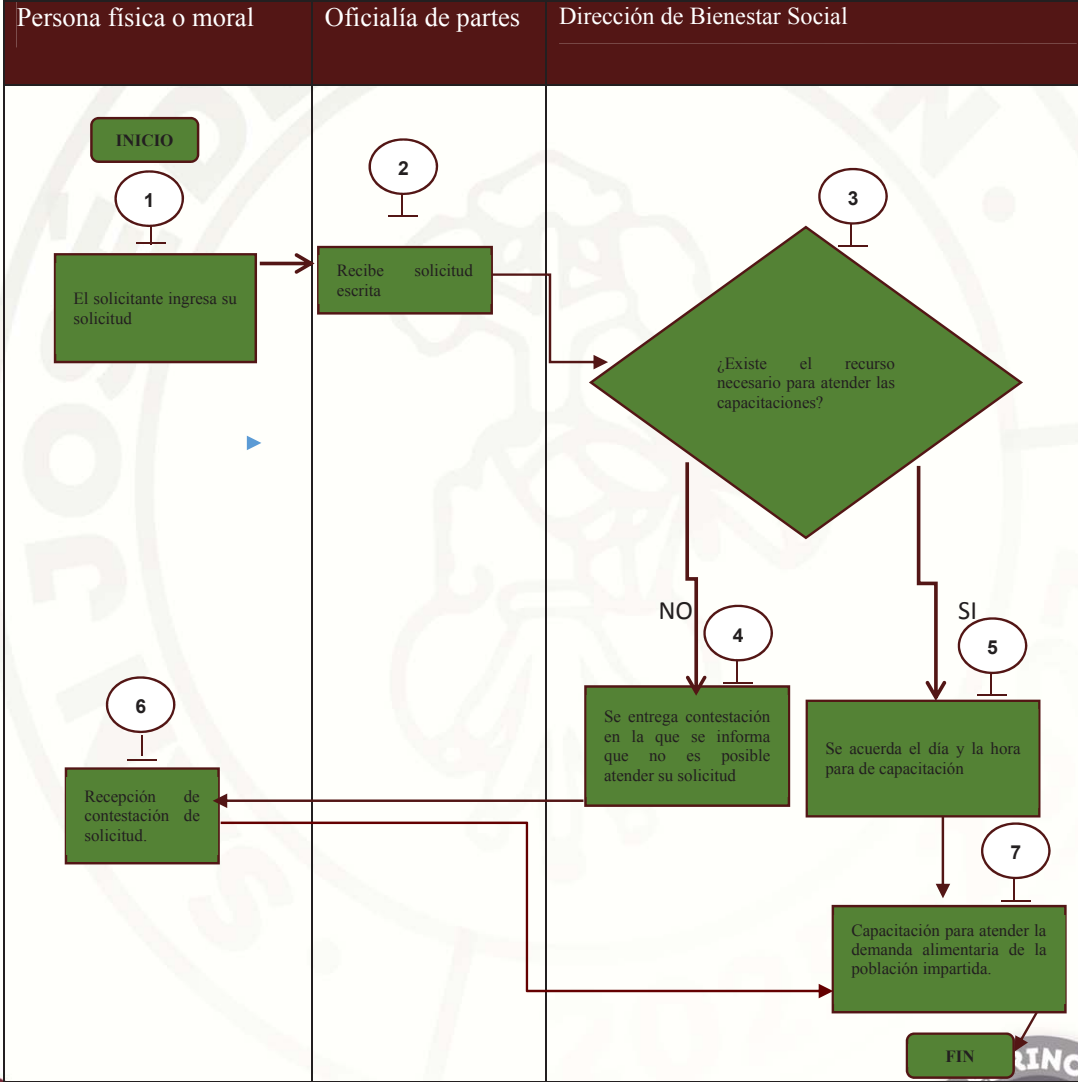 Persona física o moral
Oficialía de partes
Dirección de Bienestar Social
INICIO
1
El solicitante ingresa su
solicitud
2
Recibe solicitud
escrita
3
¿Existe el recurso
necesario para atender las
capacitaciones?
NO
SI
4
Se entrega contestación
en la que se informa
que no es posible
atender su solicitud
5
Se acuerda el día y la hora
para de capacitación
6
Recepción de
contestación de
solicitud.
7
Capacitación para atender la
demanda alimentaria de la
población impartida.
FIN